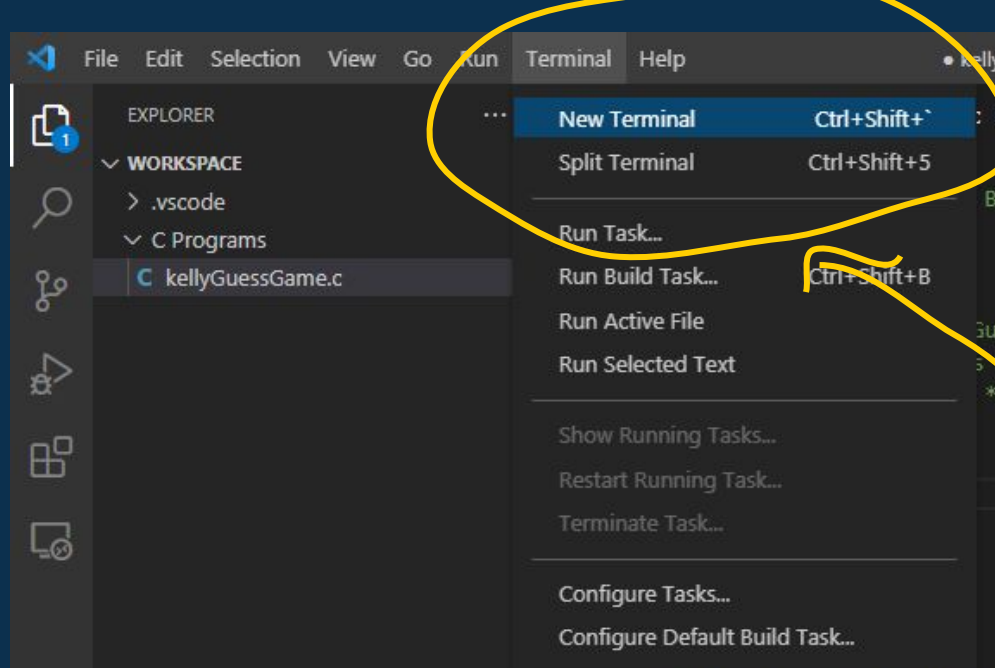 File Edit Selection View Go Run Terminal Help
EXPLORER
New Terminal Ctrl+Shift+`
WORKSPACE
Split Terminal Ctrl+Shift+5
> .vscode
C Programs
Run Task...
C kellyGuessGame.c
Run Build Task... Ctrl+Shift+B
Run Active File
Run Selected Text
Show Running Tasks...
Restart Running Task...
Terminate Task...
Configure Tasks...
Configure Default Build Task...
1